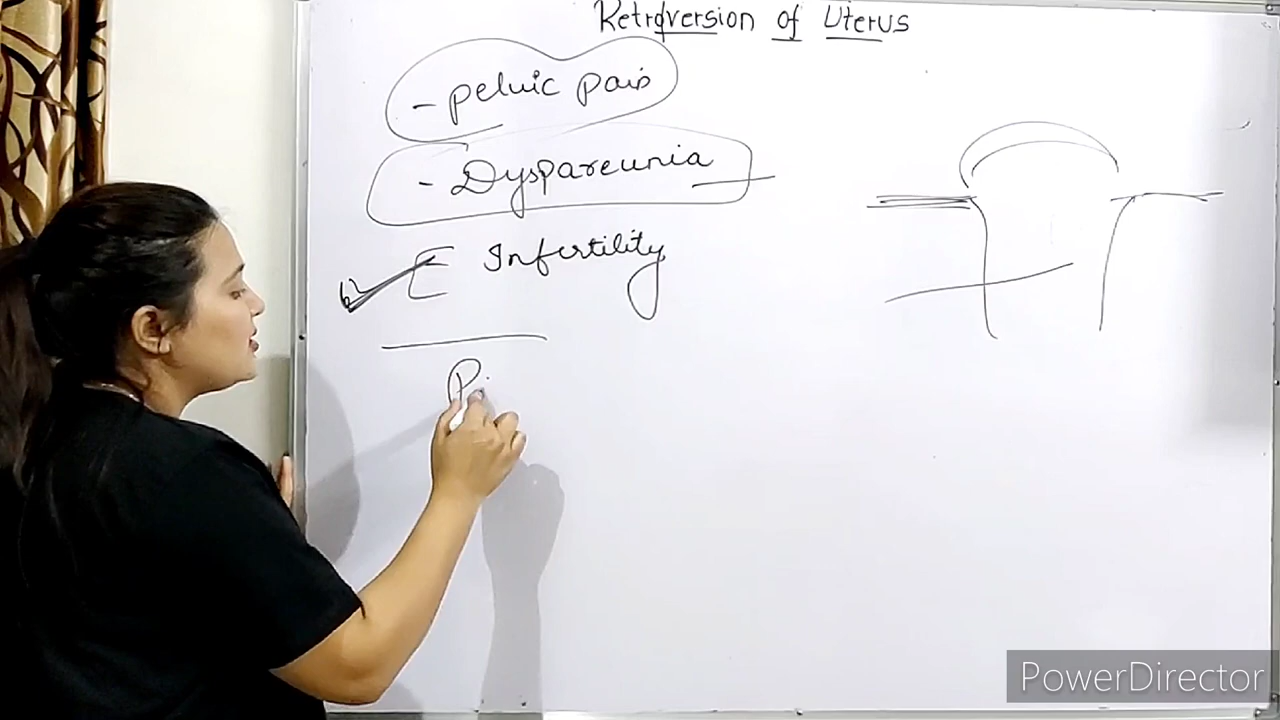 Retroversion of Uterus
- pelvic pain
- Dyspareunia
Infertility
P
PowerDirector